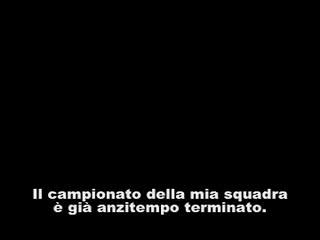 Il campionato della mia squadra
è già anzitempo terminato.